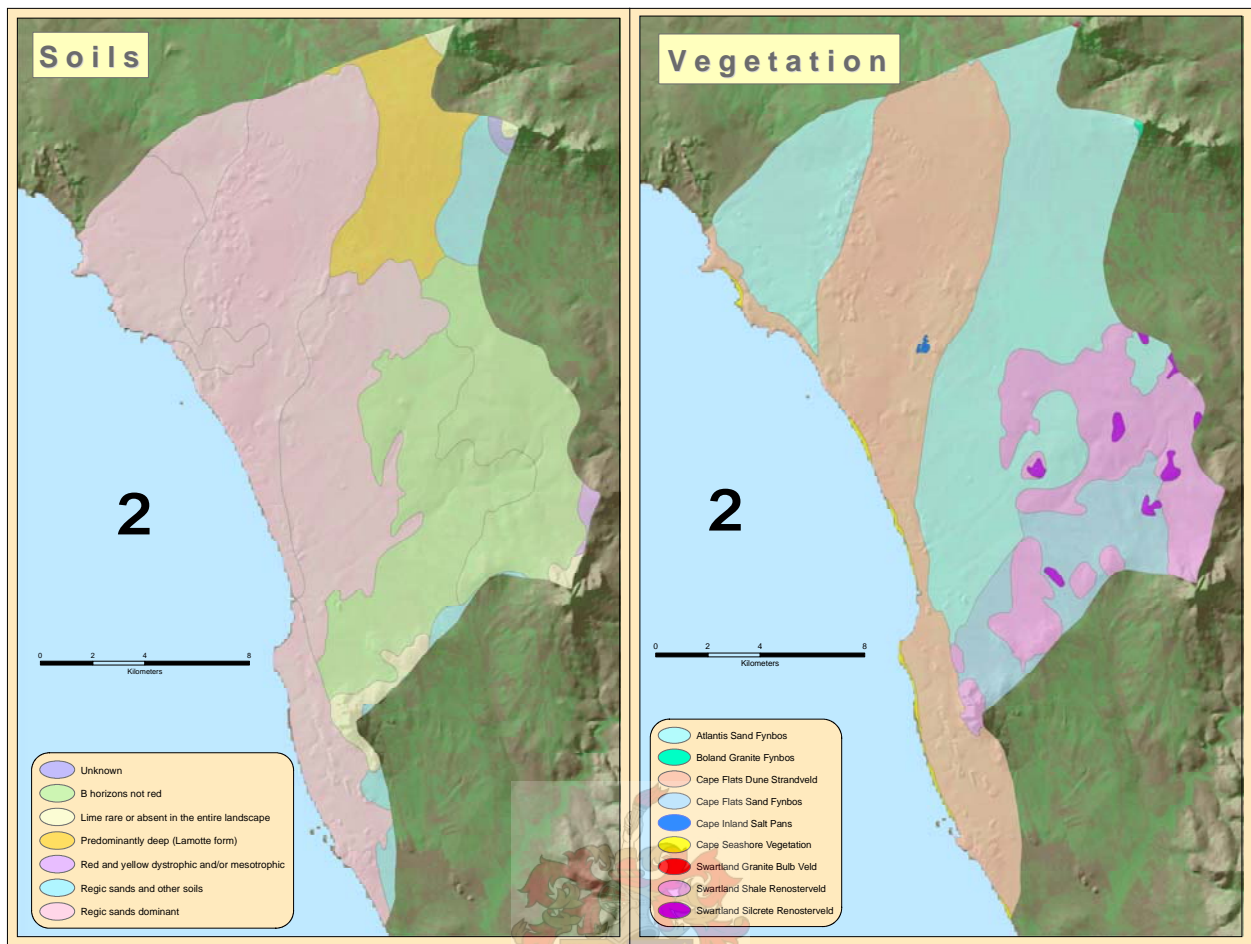 Soils
2
0 2 4 8
Kilometers
Unknown
B horizons not red
Lime rare or absent in the entire landscape
Predominantly deep (Lamotte form)
Red and yellow dystrophic and/or mesotrophic
Regic sands and other soils
Regic sands dominant
Vegetation
2
0 2 4 8
Kilometers
Atlantis Sand Fynbos
Boland Granite Fynbos
Cape Flats Dune Strandveld
Cape Flats Sand Fynbos
Cape Inland Salt Pans
Cape Seashore Vegetation
Swartland Granite Bulb Veld
Swartland Shale Renosterveld
Swartland Silcrete Renosterveld